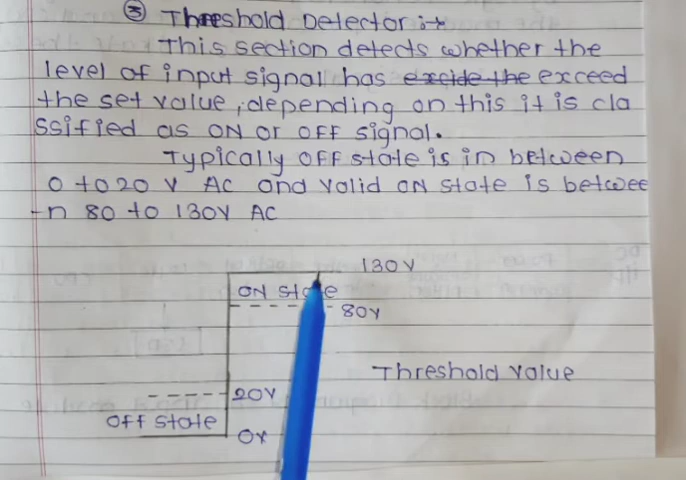 ③ Threshold Detector :→
This section detects whether the
level of input signal has excide the exceed
the set value, depending on this it is cla
ssified as ON or OFF signal.
Typically OFF state is in between
0 to 20 V AC and valid ON state is betwee
-n 80 to 130V AC
130V
ON state
80V
Threshold value
20V
OFF state
0V